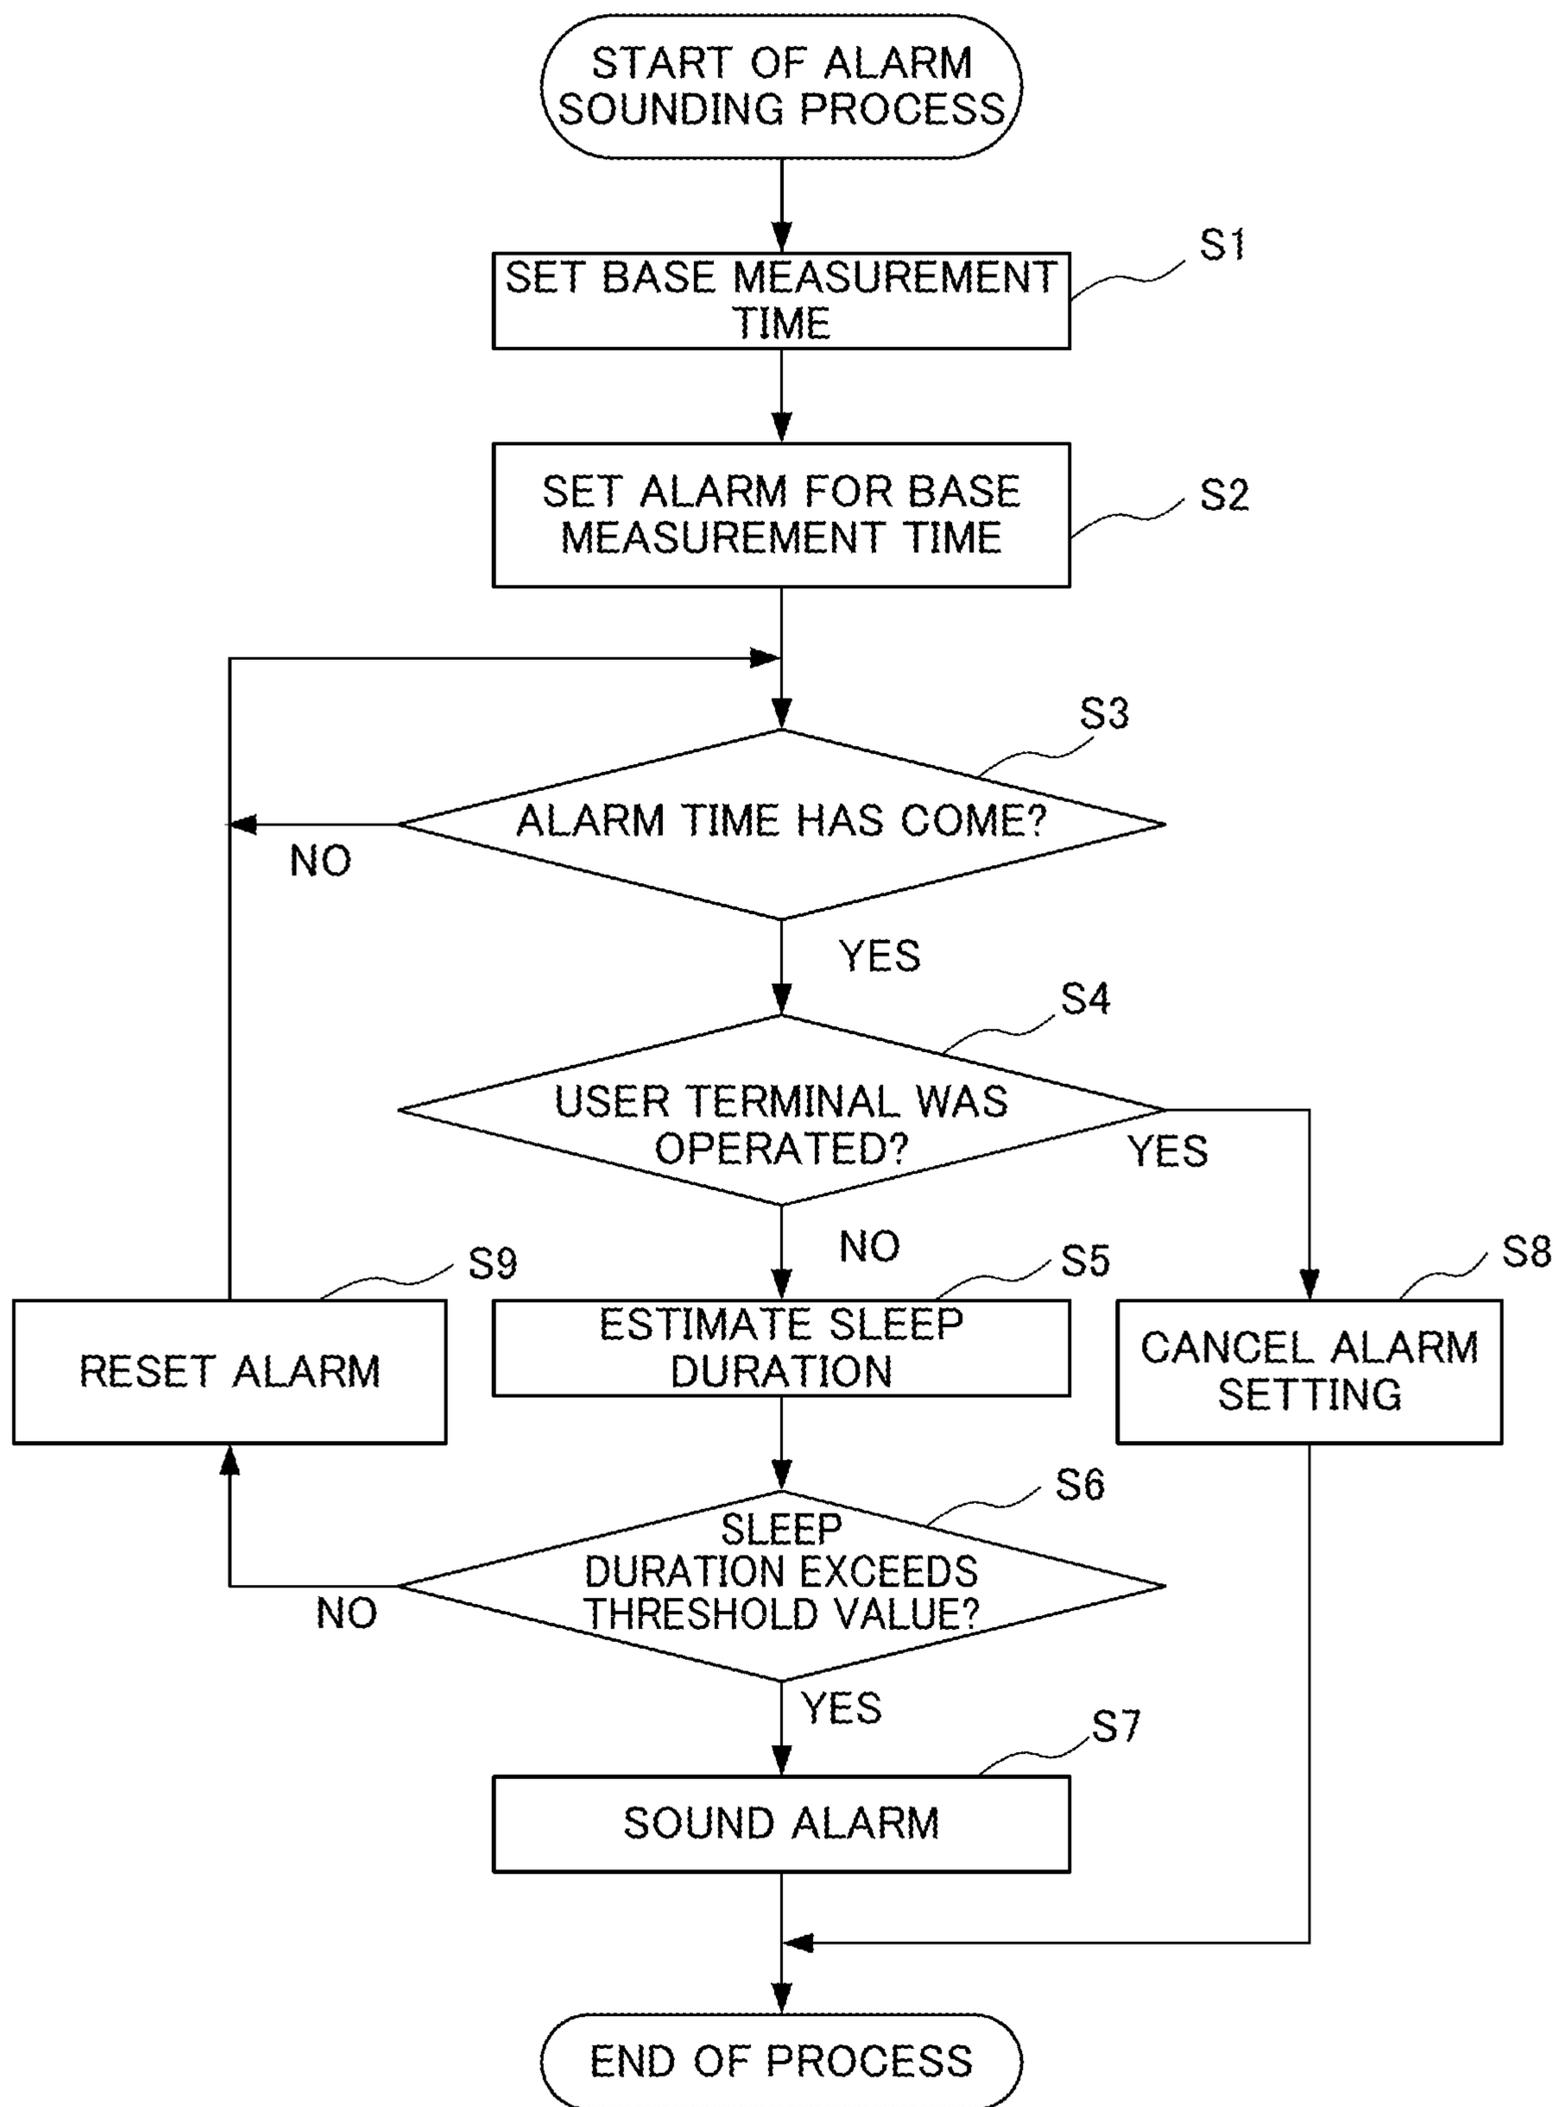 START OF ALARM
SOUNDING PROCESS
S1
SET BASE MEASUREMENT
TIME
S2
SET ALARM FOR BASE
MEASUREMENT TIME
S3
ALARM TIME HAS COME?
NO
YES
S4
USER TERMINAL WAS
OPERATED?
YES
NO
S9
RESET ALARM
S5
ESTIMATE SLEEP
DURATION
S8
CANCEL ALARM
SETTING
S6
SLEEP
DURATION EXCEEDS
THRESHOLD VALUE?
NO
YES
S7
SOUND ALARM
END OF PROCESS